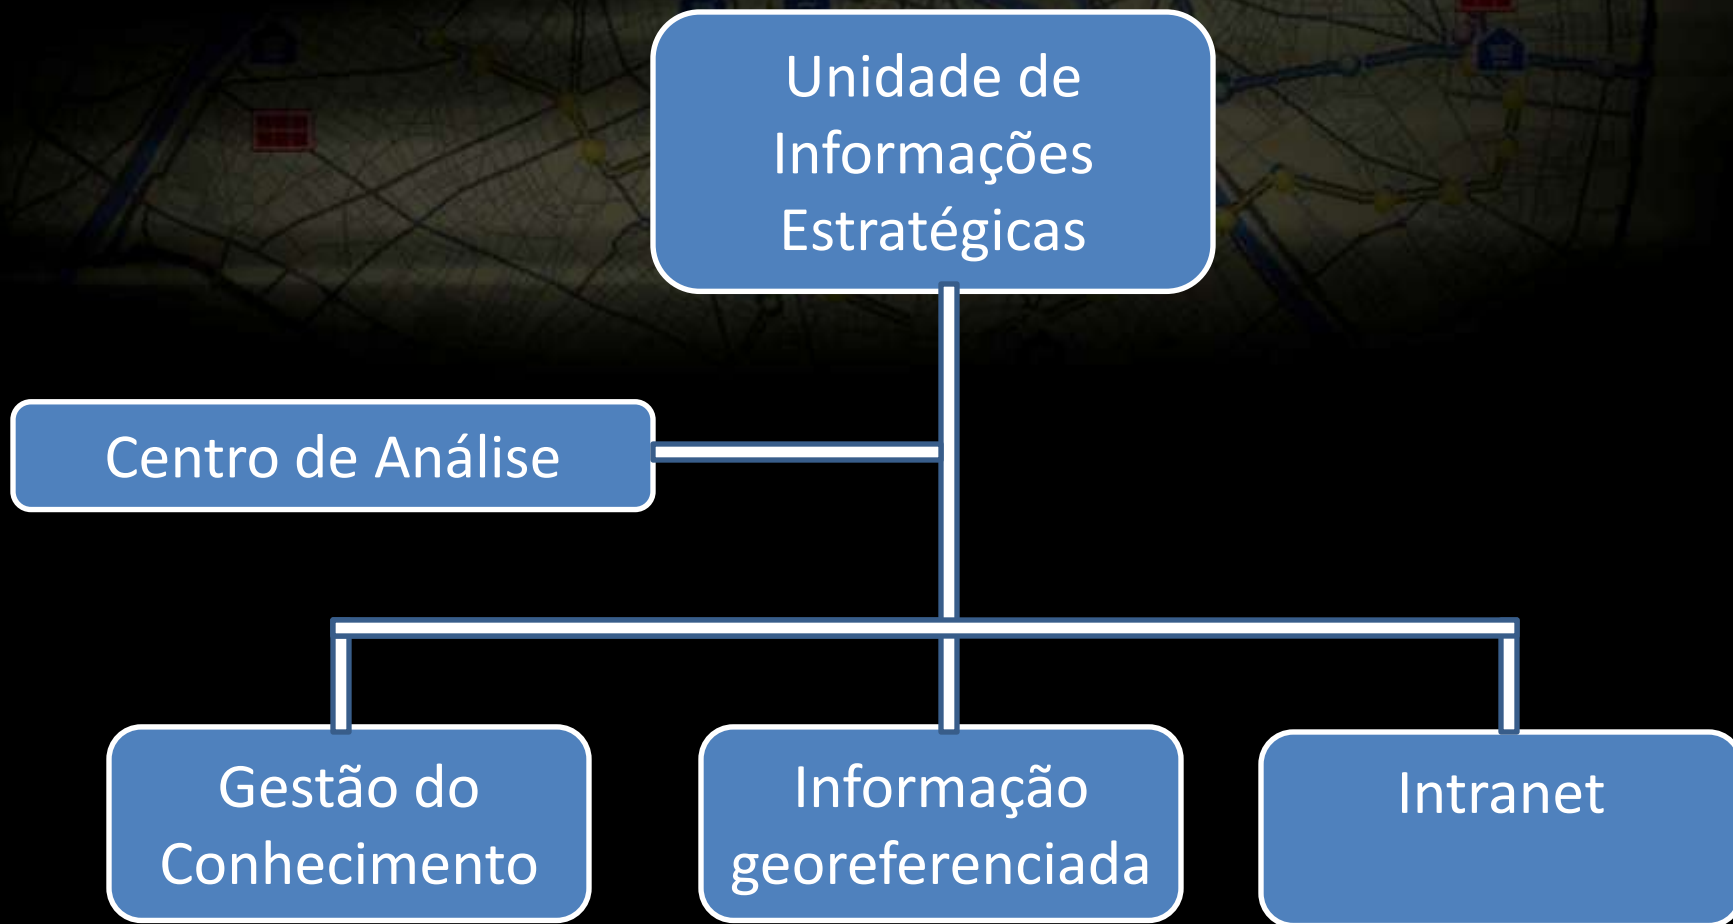 Unidade de
Informações
Estratégicas
Centro de Análise
Gestão do
Conhecimento
Informação
georeferenciada
Intranet